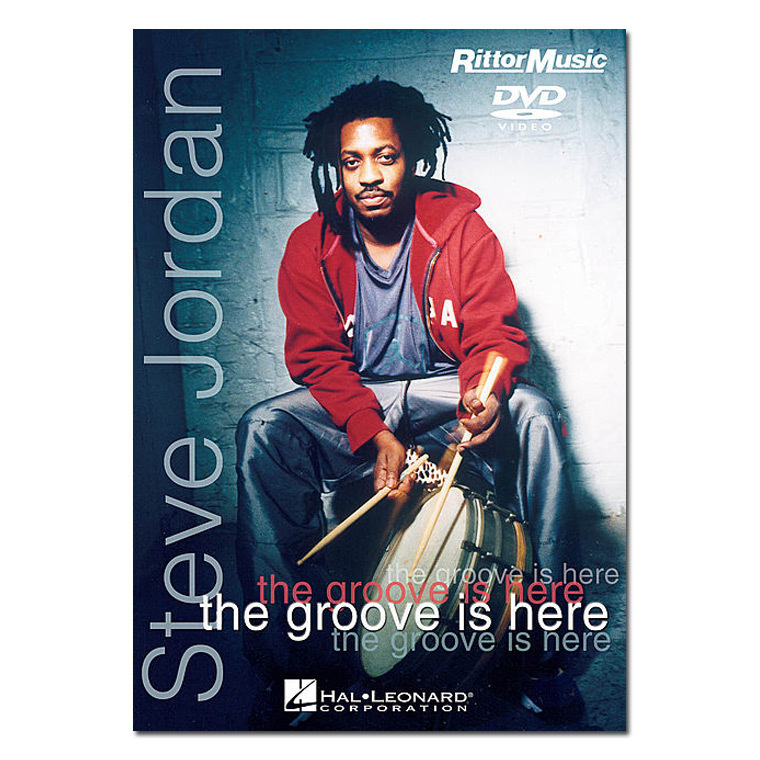 RittorMusic
DVD
VIDEO
Steve Jordan
A
the groove is here
the groove is here
the groove is here
the groove is here
HAL•LEONARD®
CORPORATION